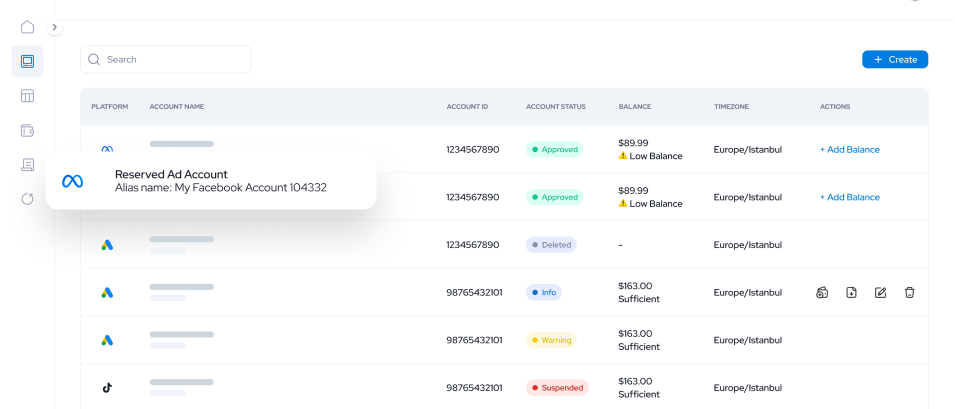 Search
+ Create
PLATFORM ACCOUNT NAME ACCOUNT ID ACCOUNT STATUS BALANCE TIMEZONE ACTIONS
1234567890 Approved $89.99 Europe/Istanbul + Add Balance
Low Balance
Reserved Ad Account
Alias name: My Facebook Account 104332
1234567890 Approved $89.99 Europe/Istanbul + Add Balance
Low Balance
1234567890 Deleted - Europe/Istanbul
98765432101 Info $163.00 Europe/Istanbul
Sufficient
98765432101 Warning $163.00 Europe/Istanbul
Sufficient
98765432101 Suspended $163.00 Europe/Istanbul
Sufficient